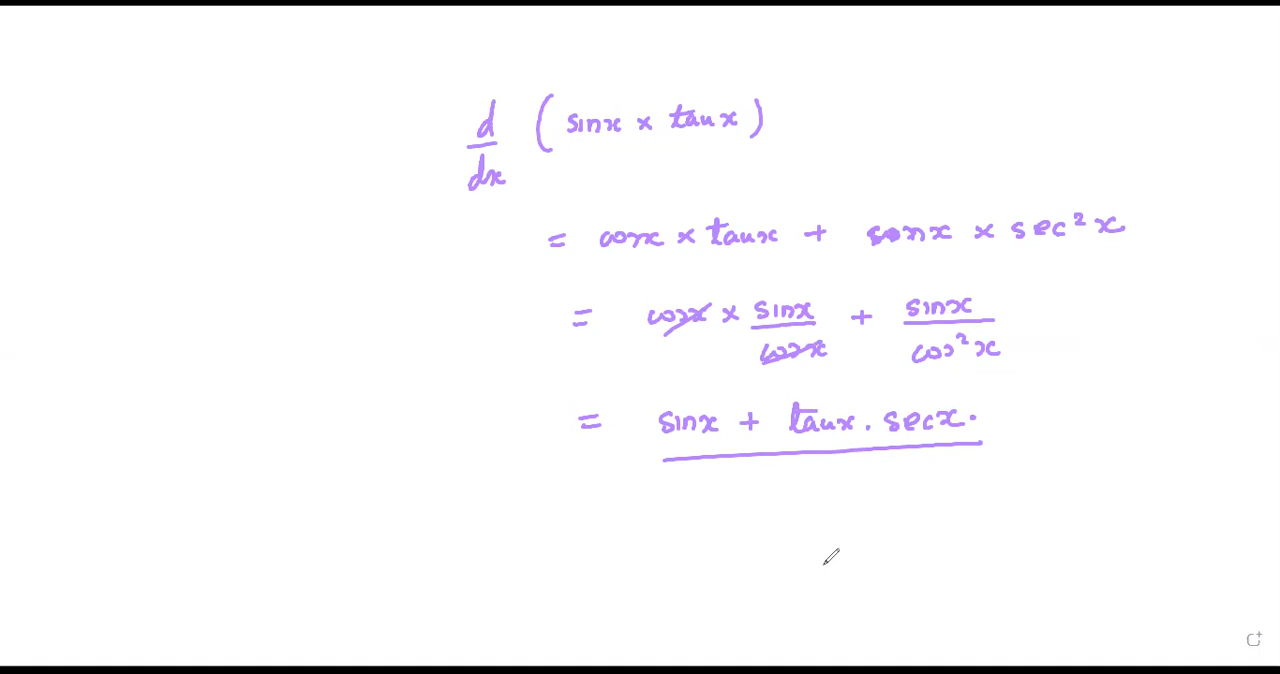 d/dx (sinx × tanx)
= cosx × tanx + sinx × sec²x
= cosx × sinx/cosx + sinx/cos²x
= sinx + tanx . secx.